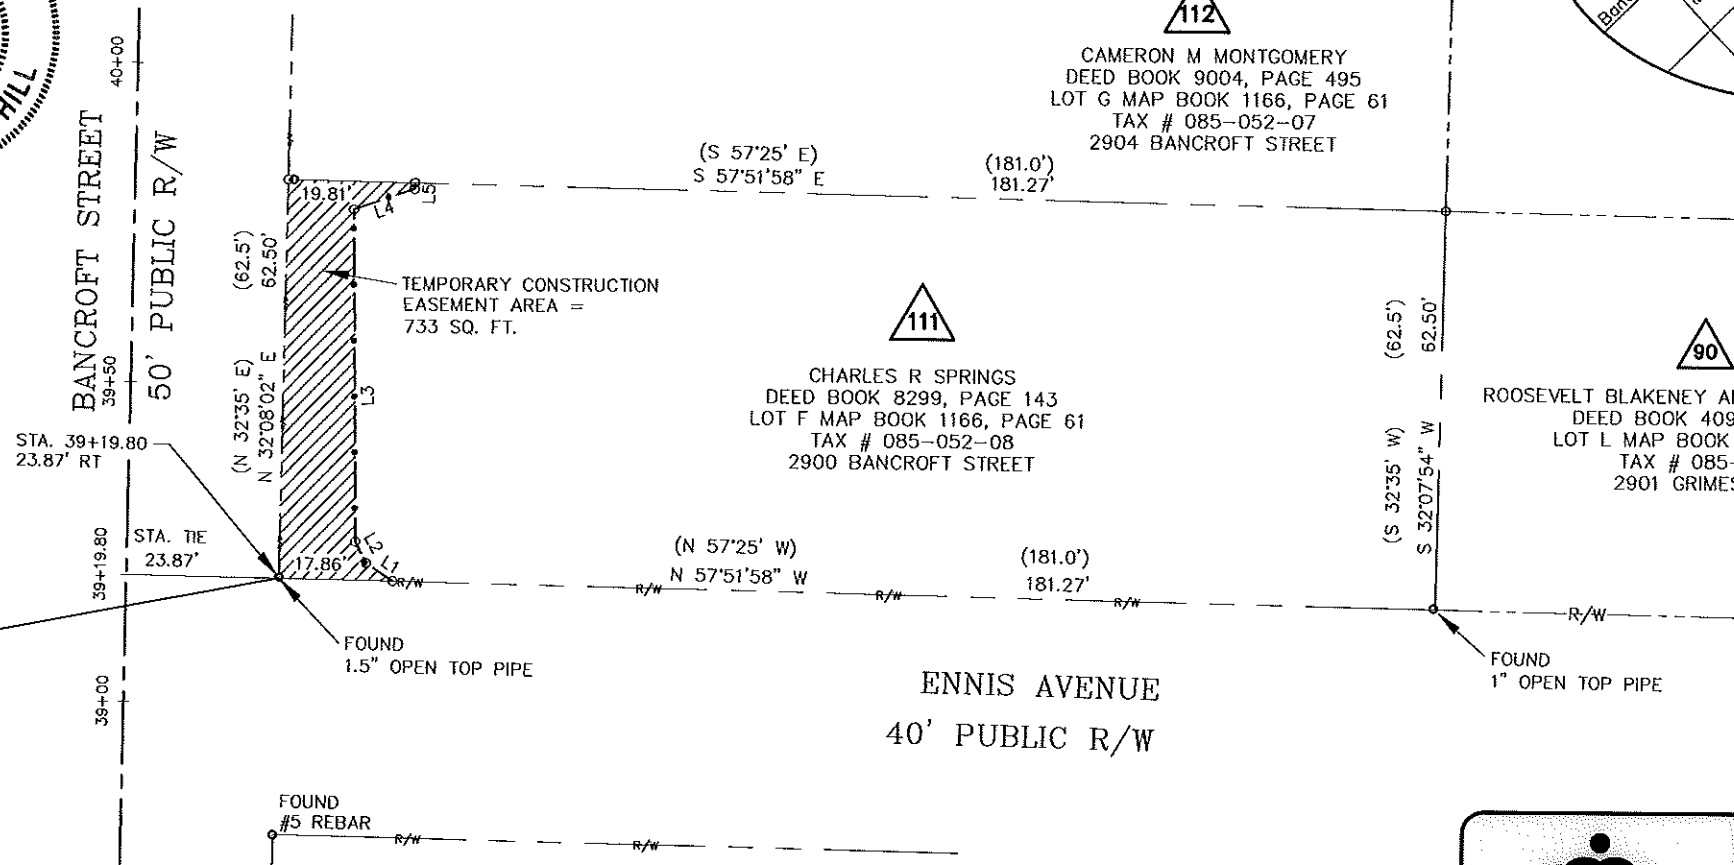 HILL
40+00
BANCROFT STREET
50' PUBLIC R/W
39+50
STA. 39+19.80
23.87' RT
39+19.80
STA. TIE
23.87'
39+00
112
CAMERON M MONTGOMERY
DEED BOOK 9004, PAGE 495
LOT G MAP BOOK 1166, PAGE 61
TAX # 085-052-07
2904 BANCROFT STREET
(S 57°25' E)
S 57°51'58" E
(181.0')
181.27'
19.81'
L4
L5
(62.5')
62.50'
(N 32°35' E)
N 32°08'02" E
TEMPORARY CONSTRUCTION
EASEMENT AREA =
733 SQ. FT.
L3
111
CHARLES R SPRINGS
DEED BOOK 8299, PAGE 143
LOT F MAP BOOK 1166, PAGE 61
TAX # 085-052-08
2900 BANCROFT STREET
(62.5')
62.50'
(S 32°35' W)
S 32°07'54" W
90
ROOSEVELT BLAKENEY
DEED BOOK 409
LOT L MAP BOOK
TAX # 085-
2901 GRIMES
L2
L1
17.86'
(N 57°25' W)
N 57°51'58" W
(181.0')
181.27'
R/W
R/W
R/W
R/W
R/W
FOUND
1.5" OPEN TOP PIPE
FOUND
1" OPEN TOP PIPE
ENNIS AVENUE
40' PUBLIC R/W
FOUND
#5 REBAR
R/W
R/W